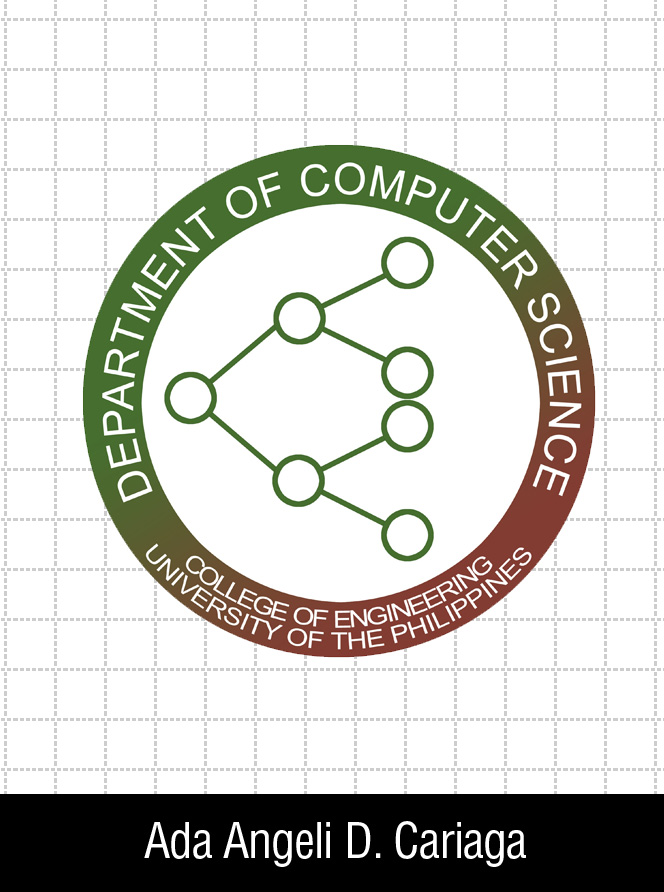 DEPARTMENT OF COMPUTER SCIENCE
COLLEGE OF ENGINEERING
UNIVERSITY OF THE PHILIPPINES
Ada Angeli D. Cariaga